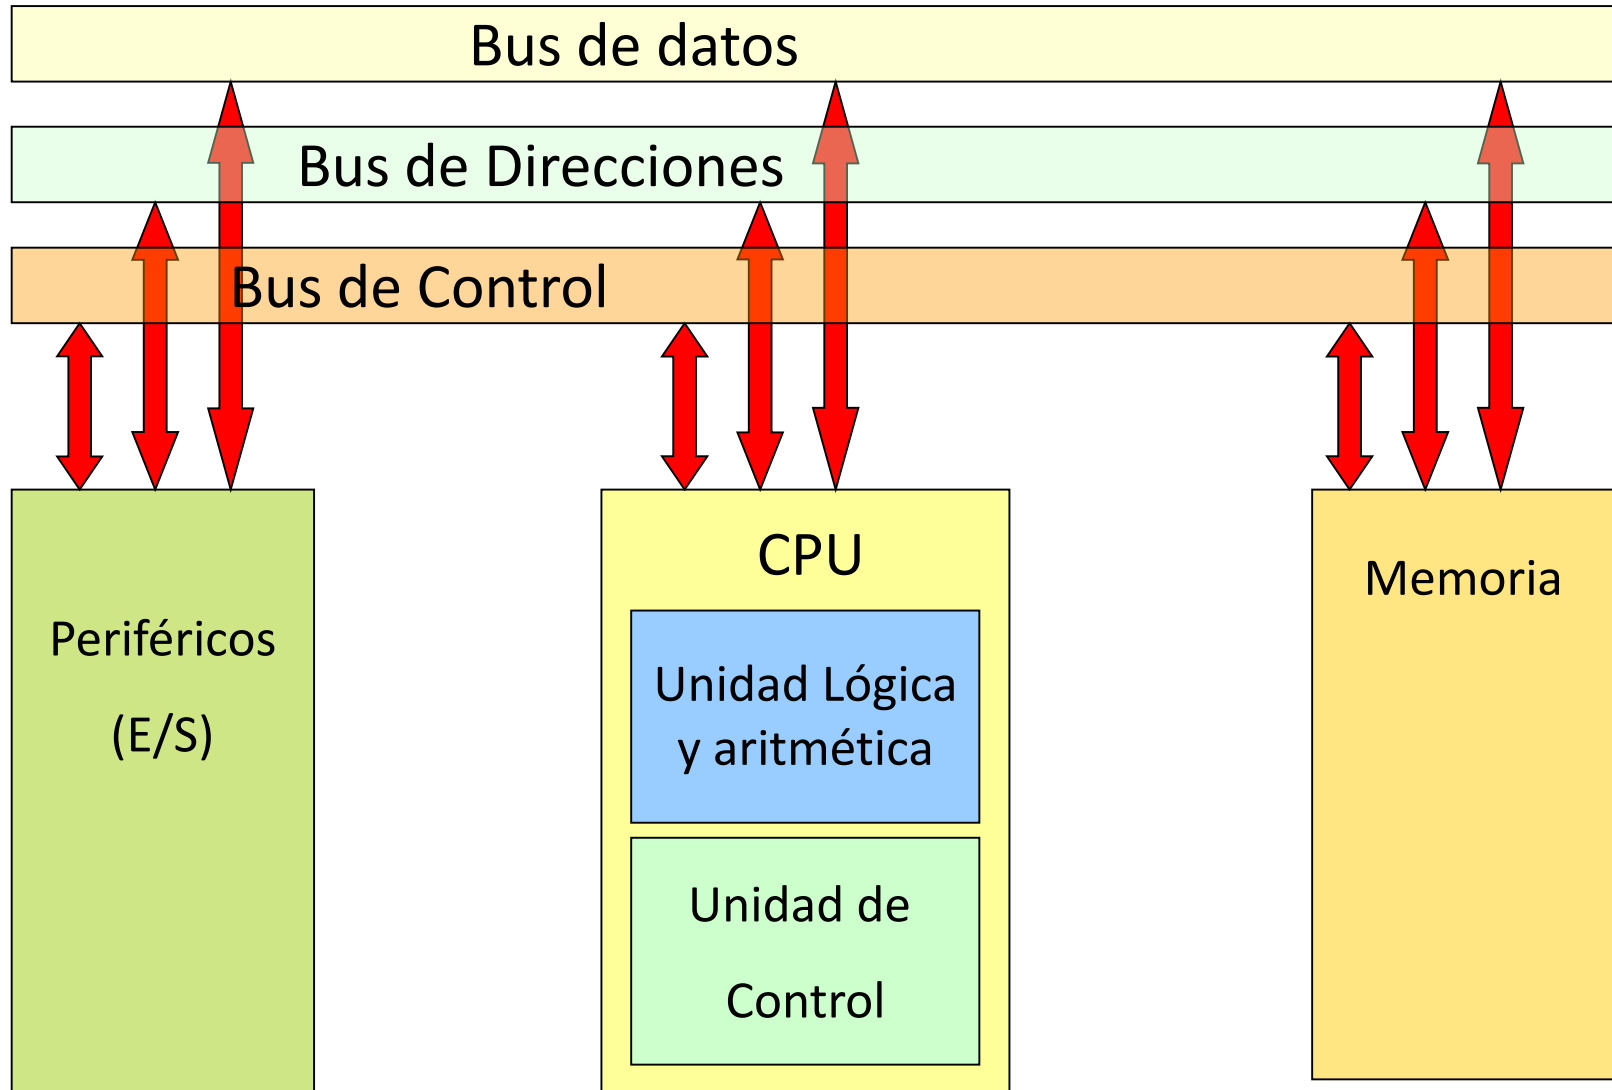 Bus de datos
Bus de Direcciones
Bus de Control
Periféricos
(E/S)
CPU
Unidad Lógica
y aritmética
Unidad de
Control
Memoria